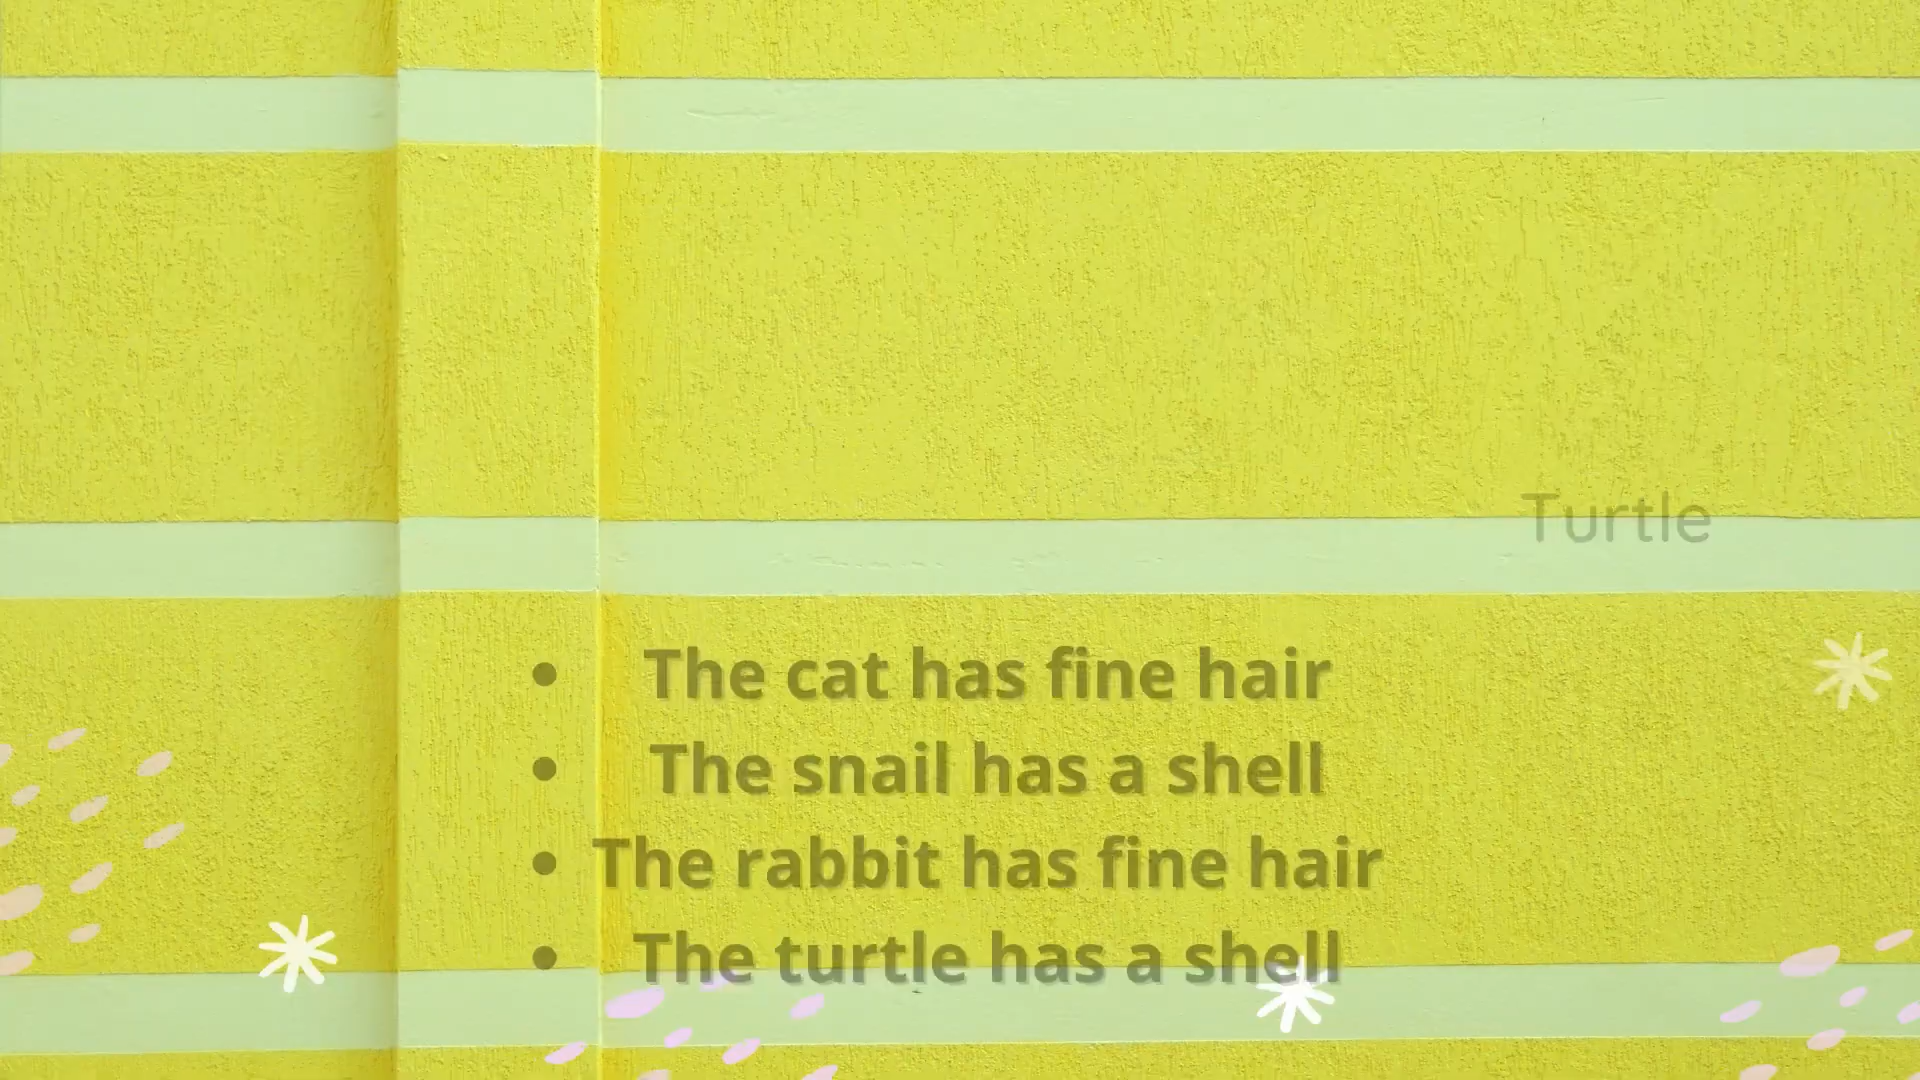 Turtle
• The cat has fine hair
• The snail has a shell
• The rabbit has fine hair
• The turtle has a shell